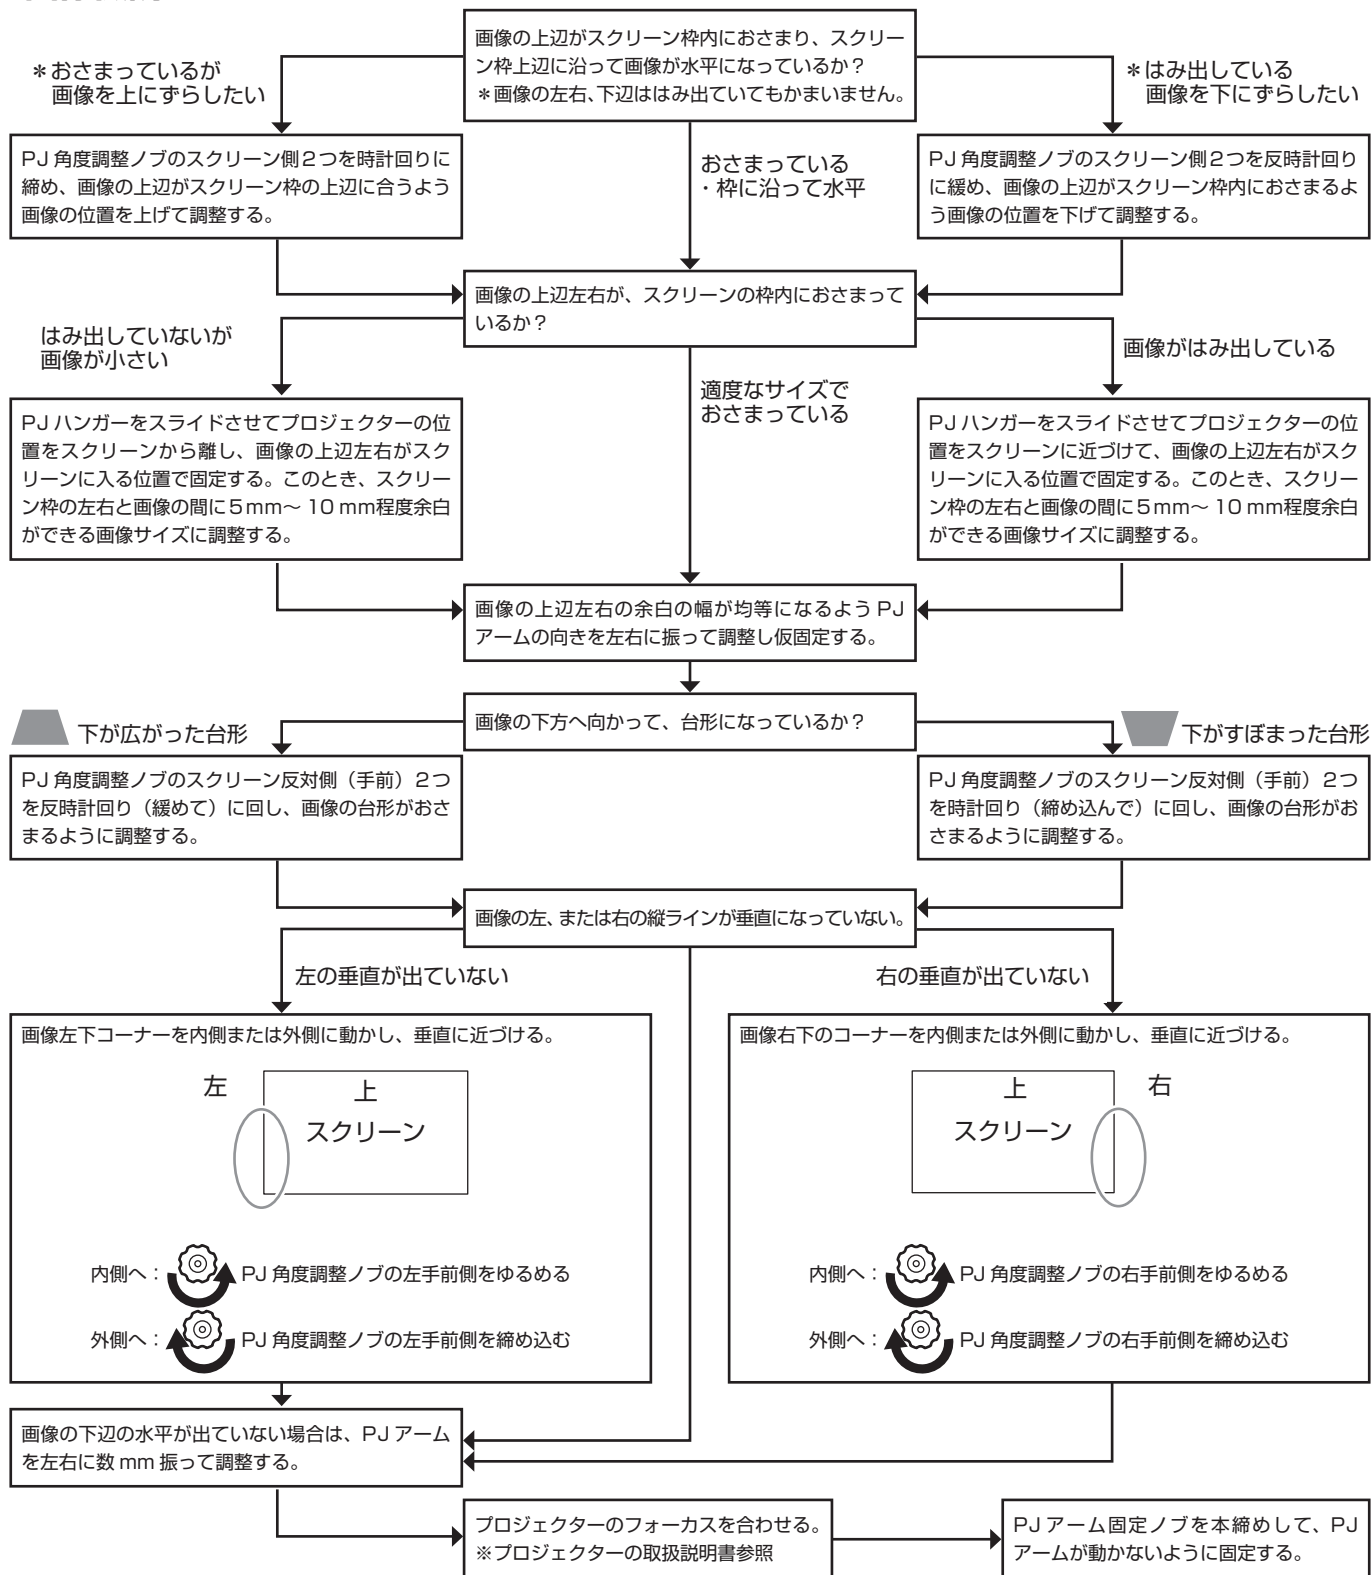 画像の上辺がスクリーン枠内におさまり、スクリー
ン枠上辺に沿って画像が水平になっているか？
＊画像の左右、下辺ははみ出ていてもかまいません。
＊おさまっているが
画像を上にずらしたい
＊はみ出している
画像を下にずらしたい
PJ 角度調整ノブのスクリーン側２つを時計回りに
締め、画像の上辺がスクリーン枠の上辺に合うよう
画像の位置を上げて調整する。
おさまっている
・枠に沿って水平
PJ 角度調整ノブのスクリーン側２つを反時計回り
に緩め、画像の上辺がスクリーン枠内におさまるよ
う画像の位置を下げて調整する。
画像の上辺左右が、スクリーンの枠内におさまって
いるか？
はみ出していないが
画像が小さい
適度なサイズで
おさまっている
画像がはみ出している
PJ ハンガーをスライドさせてプロジェクターの位
置をスクリーンから離し、画像の上辺左右がスク
リーンに入る位置で固定する。このとき、スクリー
ン枠の左右と画像の間に５mm～ 10 mm程度余白
ができる画像サイズに調整する。
PJ ハンガーをスライドさせてプロジェクターの位
置をスクリーンに近づけて、画像の上辺左右がスク
リーンに入る位置で固定する。このとき、スクリー
ン枠の左右と画像の間に５mm～ 10 mm程度余白
ができる画像サイズに調整する。
画像の上辺左右の余白の幅が均等になるよう PJ
アームの向きを左右に振って調整し仮固定する。
画像の下方へ向かって、台形になっているか？
下が広がった台形
下がすぼまった台形
PJ 角度調整ノブのスクリーン反対側（手前）２つ
を反時計回り（緩めて）に回し、画像の台形がおさ
まるように調整する。
PJ 角度調整ノブのスクリーン反対側（手前）２つ
を時計回り（締め込んで）に回し、画像の台形がお
さまるように調整する。
画像の左、または右の縦ラインが垂直になっていない。
左の垂直が出ていない
右の垂直が出ていない
画像左下コーナーを内側または外側に動かし、垂直に近づける。
左
上
スクリーン
内側へ： PJ 角度調整ノブの左手前側をゆるめる
外側へ： PJ 角度調整ノブの左手前側を締め込む
画像右下のコーナーを内側または外側に動かし、垂直に近づける。
上
右
スクリーン
内側へ： PJ 角度調整ノブの右手前側をゆるめる
外側へ： PJ 角度調整ノブの右手前側を締め込む
画像の下辺の水平が出ていない場合は、PJ アーム
を左右に数 mm 振って調整する。
プロジェクターのフォーカスを合わせる。
※プロジェクターの取扱説明書参照
PJ アーム固定ノブを本締めして、PJ
アームが動かないように固定する。